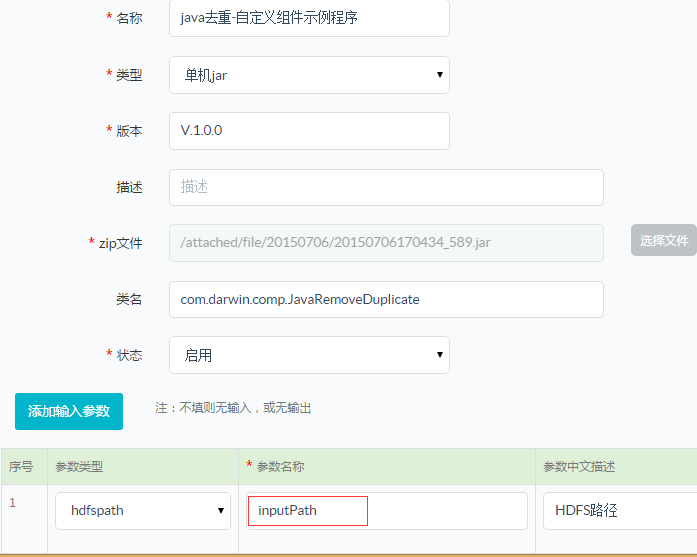 * 名称 java去重-自定义组件示例程序
* 类型 单机jar
* 版本 V.1.0.0
描述 描述
* zip文件 /attached/file/20150706/20150706170434_589.jar 选择文件
类名 com.darwin.comp.JavaRemoveDuplicate
* 状态 启用
添加输入参数 注：不填则无输入，或无输出
序号 参数类型 * 参数名称 参数中文描述
1 hdfspath inputPath HDFS路径